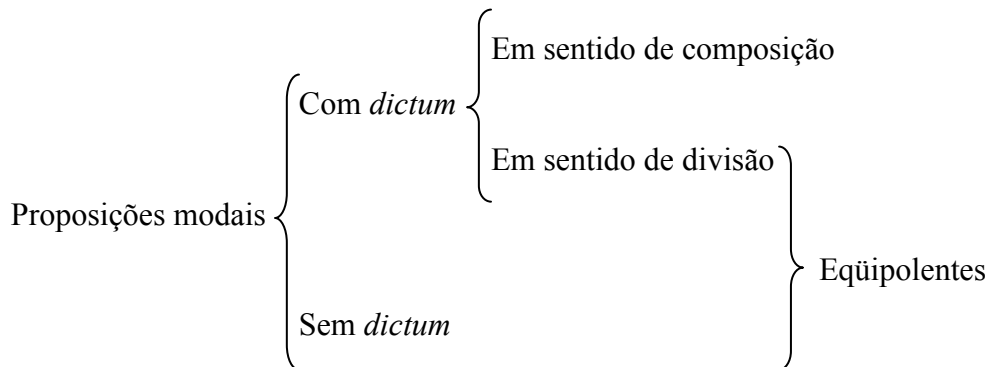 Em sentido de composição
Com dictum
Em sentido de divisão
Proposições modais
Eqüipolentes
Sem dictum